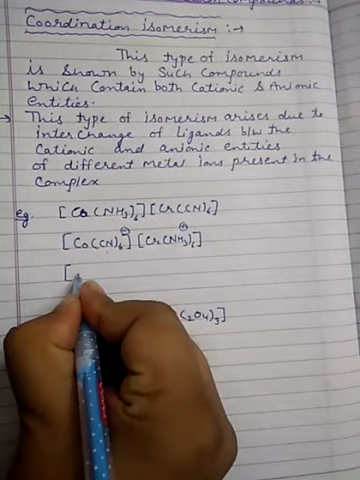 Coordination isomerism :→
This type of isomerism
is Shown by Such Compounds
Which Contain both Cationic & Anionic
Entities.
→ This type of isomerism arises due to
interchange of Ligands b/w the
Cationic and anionic entities
of different Metal ions present in the
Complex
eg. [Co(NH3)6][Cr(CN)6]
[Co(CN)6]⊖[Cr(NH3)6]⊕
[
C2O4)3]